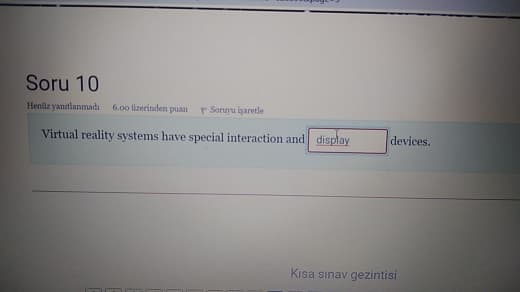 Soru 10
Henüz yanıtlanmadı 6.00 üzerinden puan Soruyu işaretle
Virtual reality systems have special interaction and display devices.
Kısa sınav gezintisi